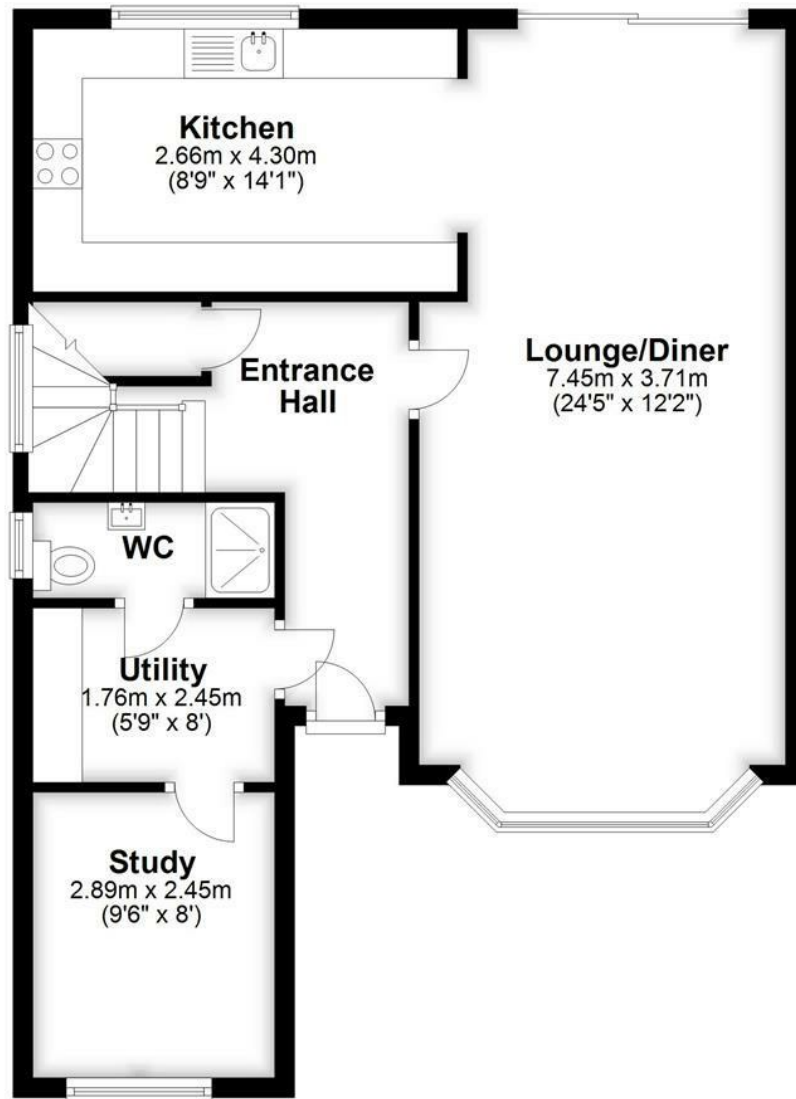 Kitchen
2.66m x 4.30m
(8'9" x 14'1")
Entrance
Hall
Lounge/Diner
7.45m x 3.71m
(24'5" x 12'2")
WC
Utility
1.76m x 2.45m
(5'9" x 8')
Study
2.89m x 2.45m
(9'6" x 8')